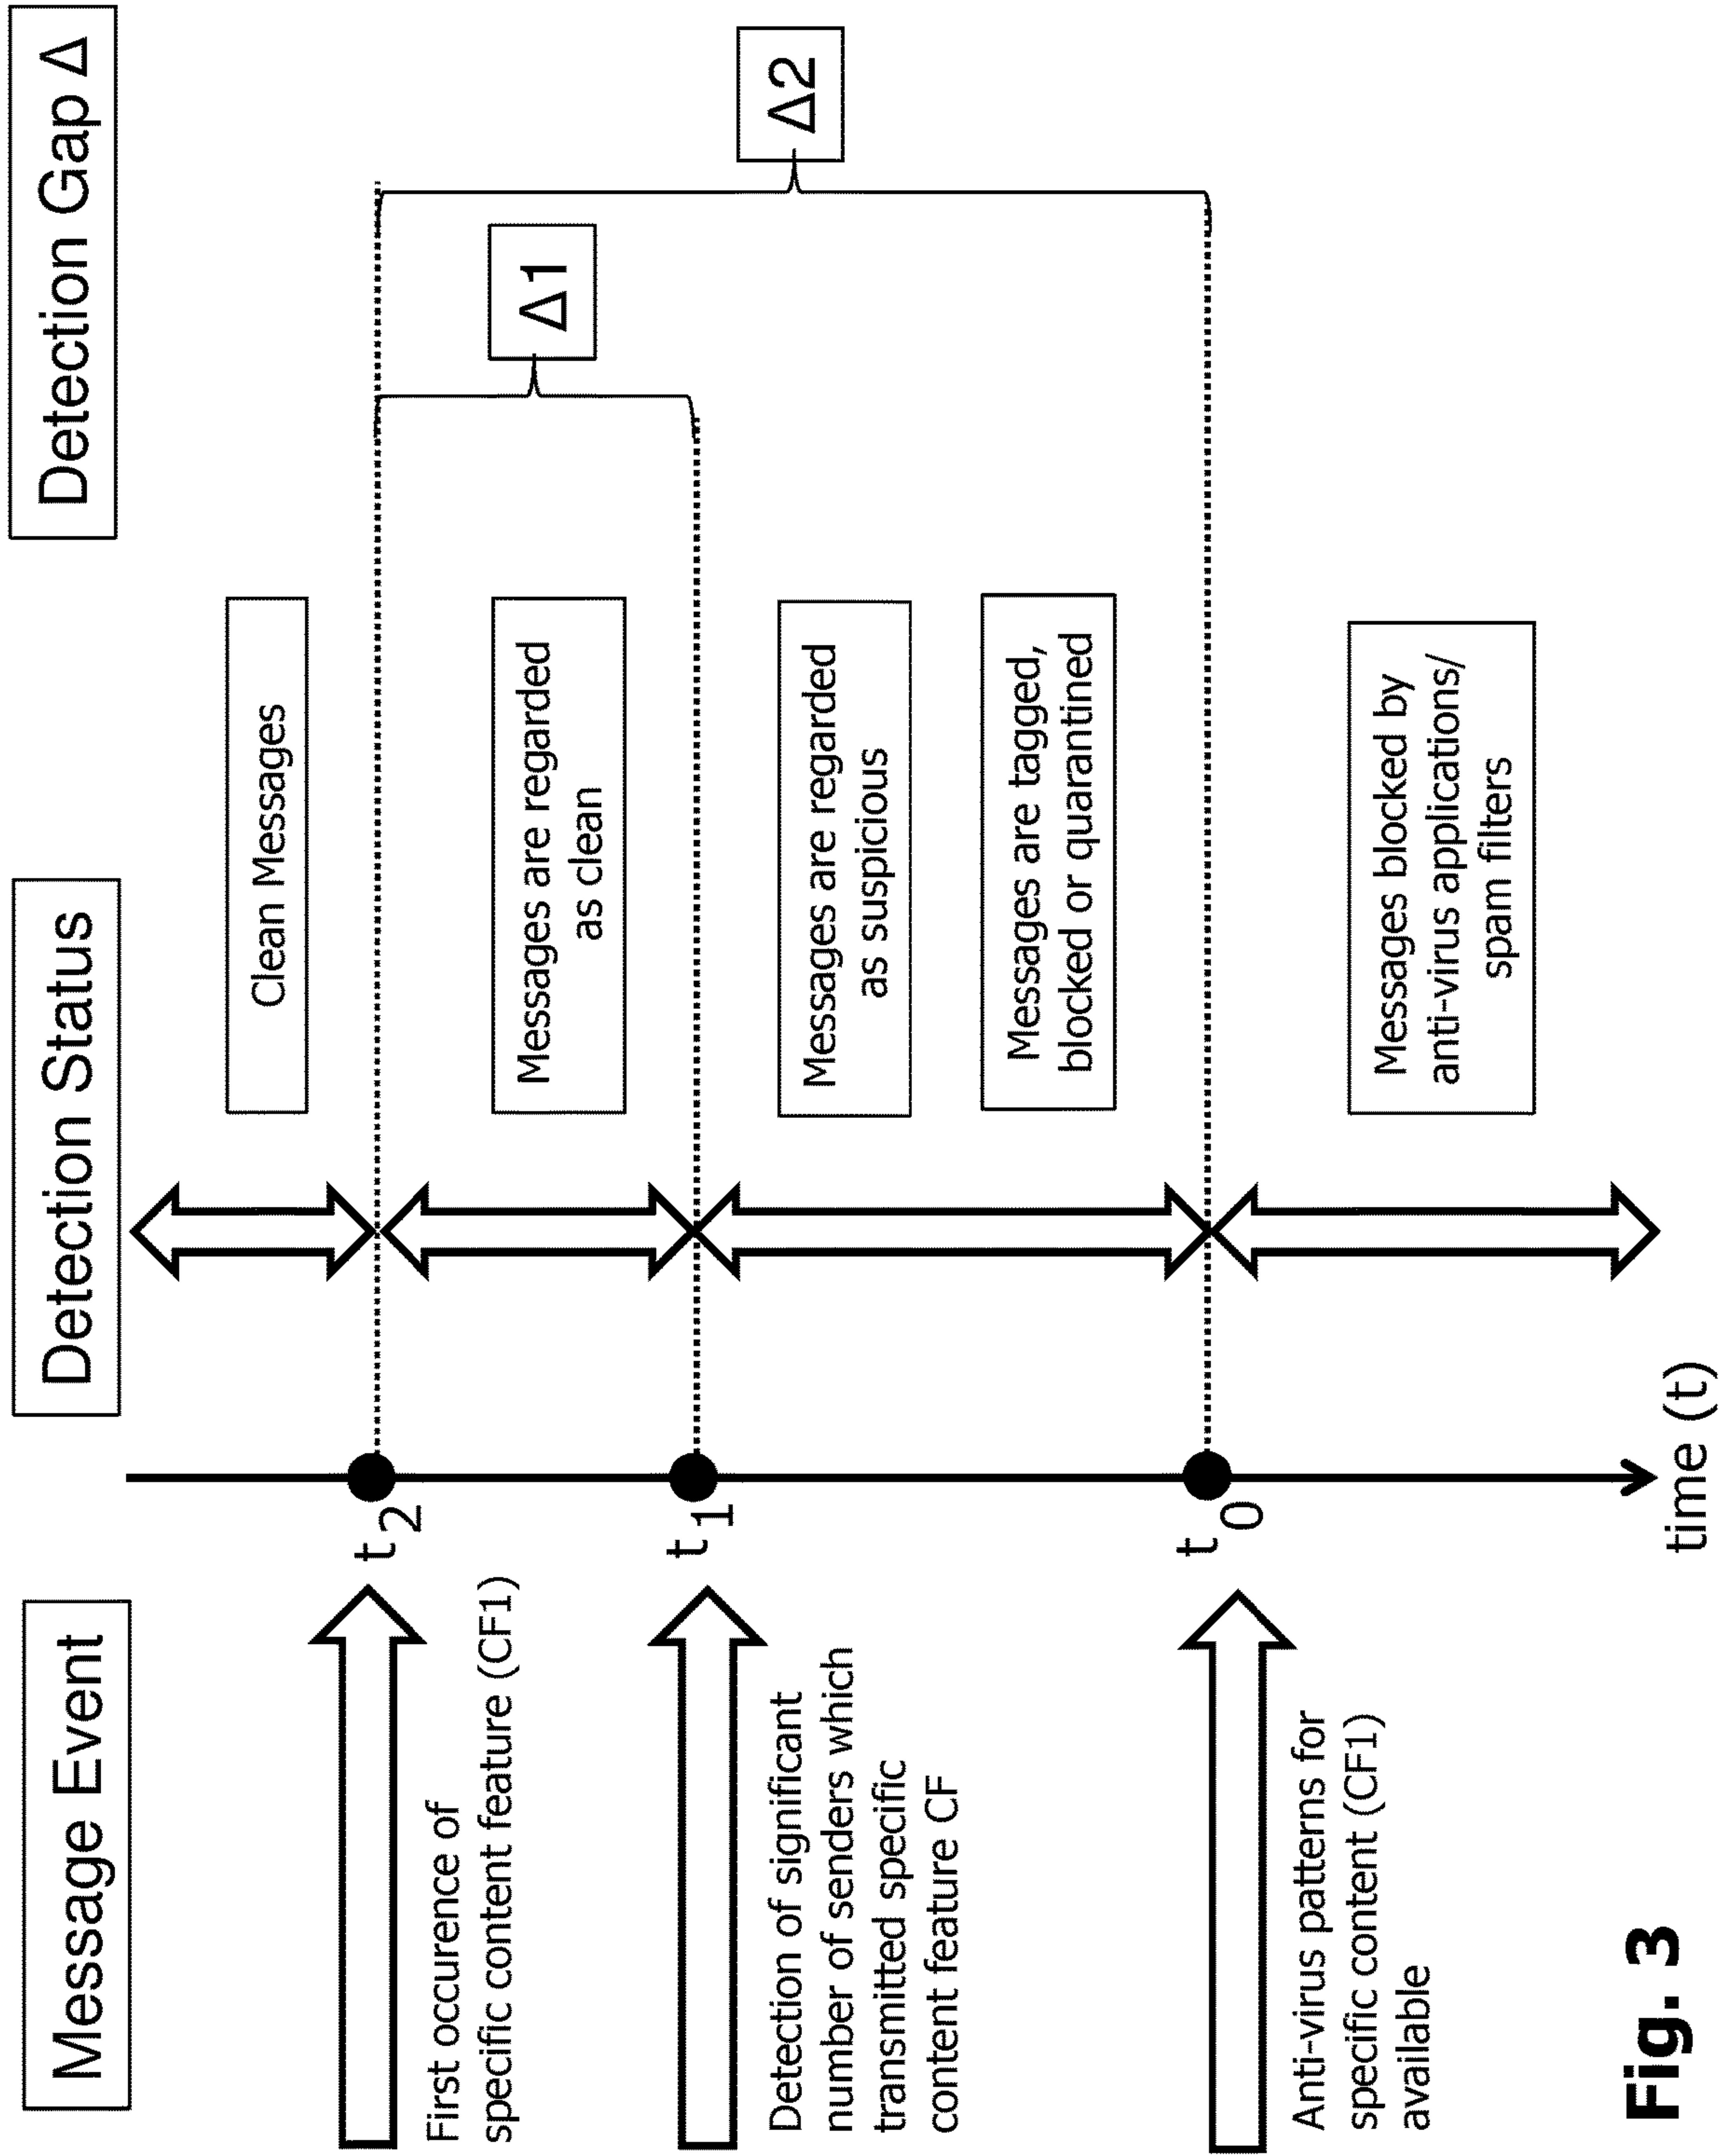 Message Event
Detection Status
Detection Gap Δ
t2
First occurence of
specific content feature (CF1)
Clean Messages
Messages are regarded
as clean
Δ1
Δ2
t1
Detection of significant
number of senders which
transmitted specific
content feature CF
Messages are regarded
as suspicious
Messages are tagged,
blocked or quarantined
t0
Anti-virus patterns for
specific content (CF1)
available
Messages blocked by
anti-virus applications/
spam filters
time (t)
Fig. 3